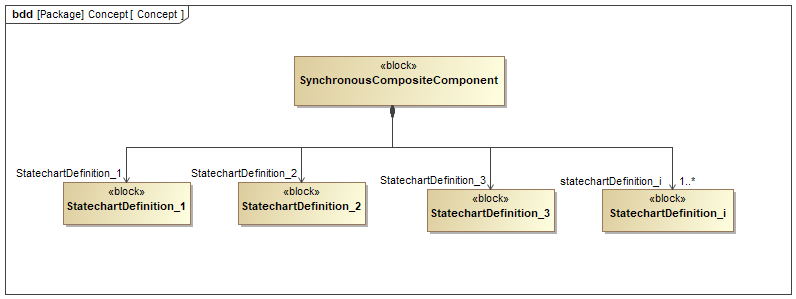 bdd [Package] Concept [ Concept ]
«block»
SynchronousCompositeComponent
StatechartDefinition_1
StatechartDefinition_2
StatechartDefinition_3
statechartDefinition_i
1..*
«block»
StatechartDefinition_1
«block»
StatechartDefinition_2
«block»
StatechartDefinition_3
«block»
StatechartDefinition_i